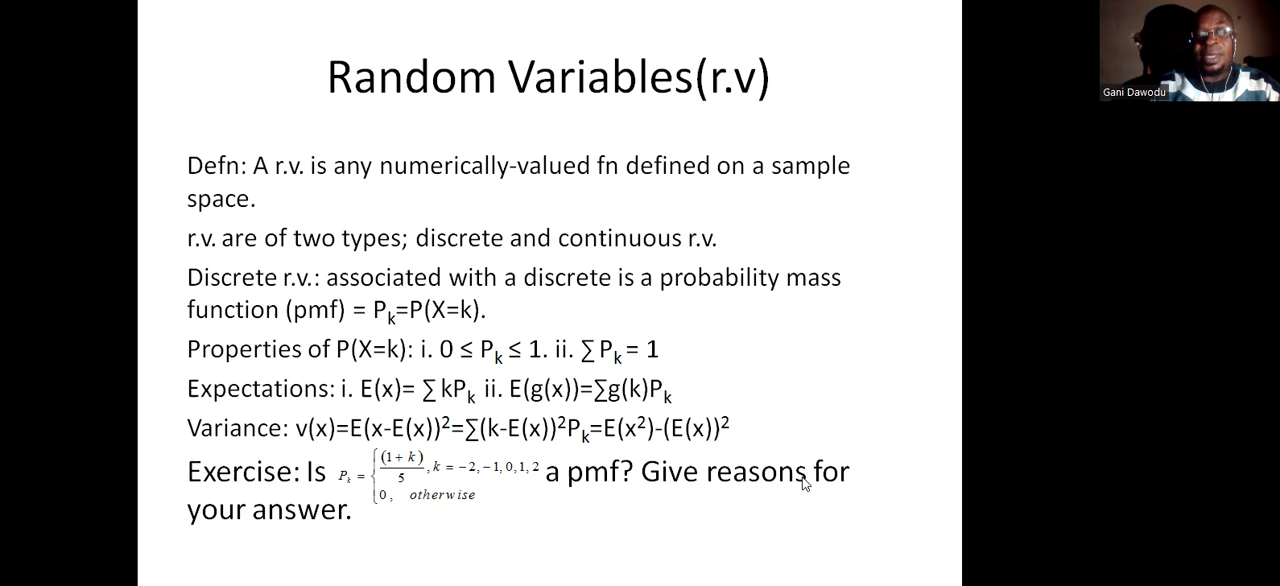 Random Variables(r.v)
Gani Dawodu
Defn: A r.v. is any numerically-valued fn defined on a sample
space.
r.v. are of two types; discrete and continuous r.v.
Discrete r.v.: associated with a discrete is a probability mass
function (pmf) = Pₖ=P(X=k).
Properties of P(X=k): i. 0 ≤ Pₖ ≤ 1. ii. ∑ Pₖ = 1
Expectations: i. E(x)= ∑ kPₖ ii. E(g(x))=∑g(k)Pₖ
Variance: v(x)=E(x-E(x))²=∑(k-E(x))²Pₖ=E(x²)-(E(x))²
Exercise: Is Pₖ = { (1+k)/5 , k = −2, −1, 0, 1, 2 a pmf? Give reasons for
0, otherwise
your answer.